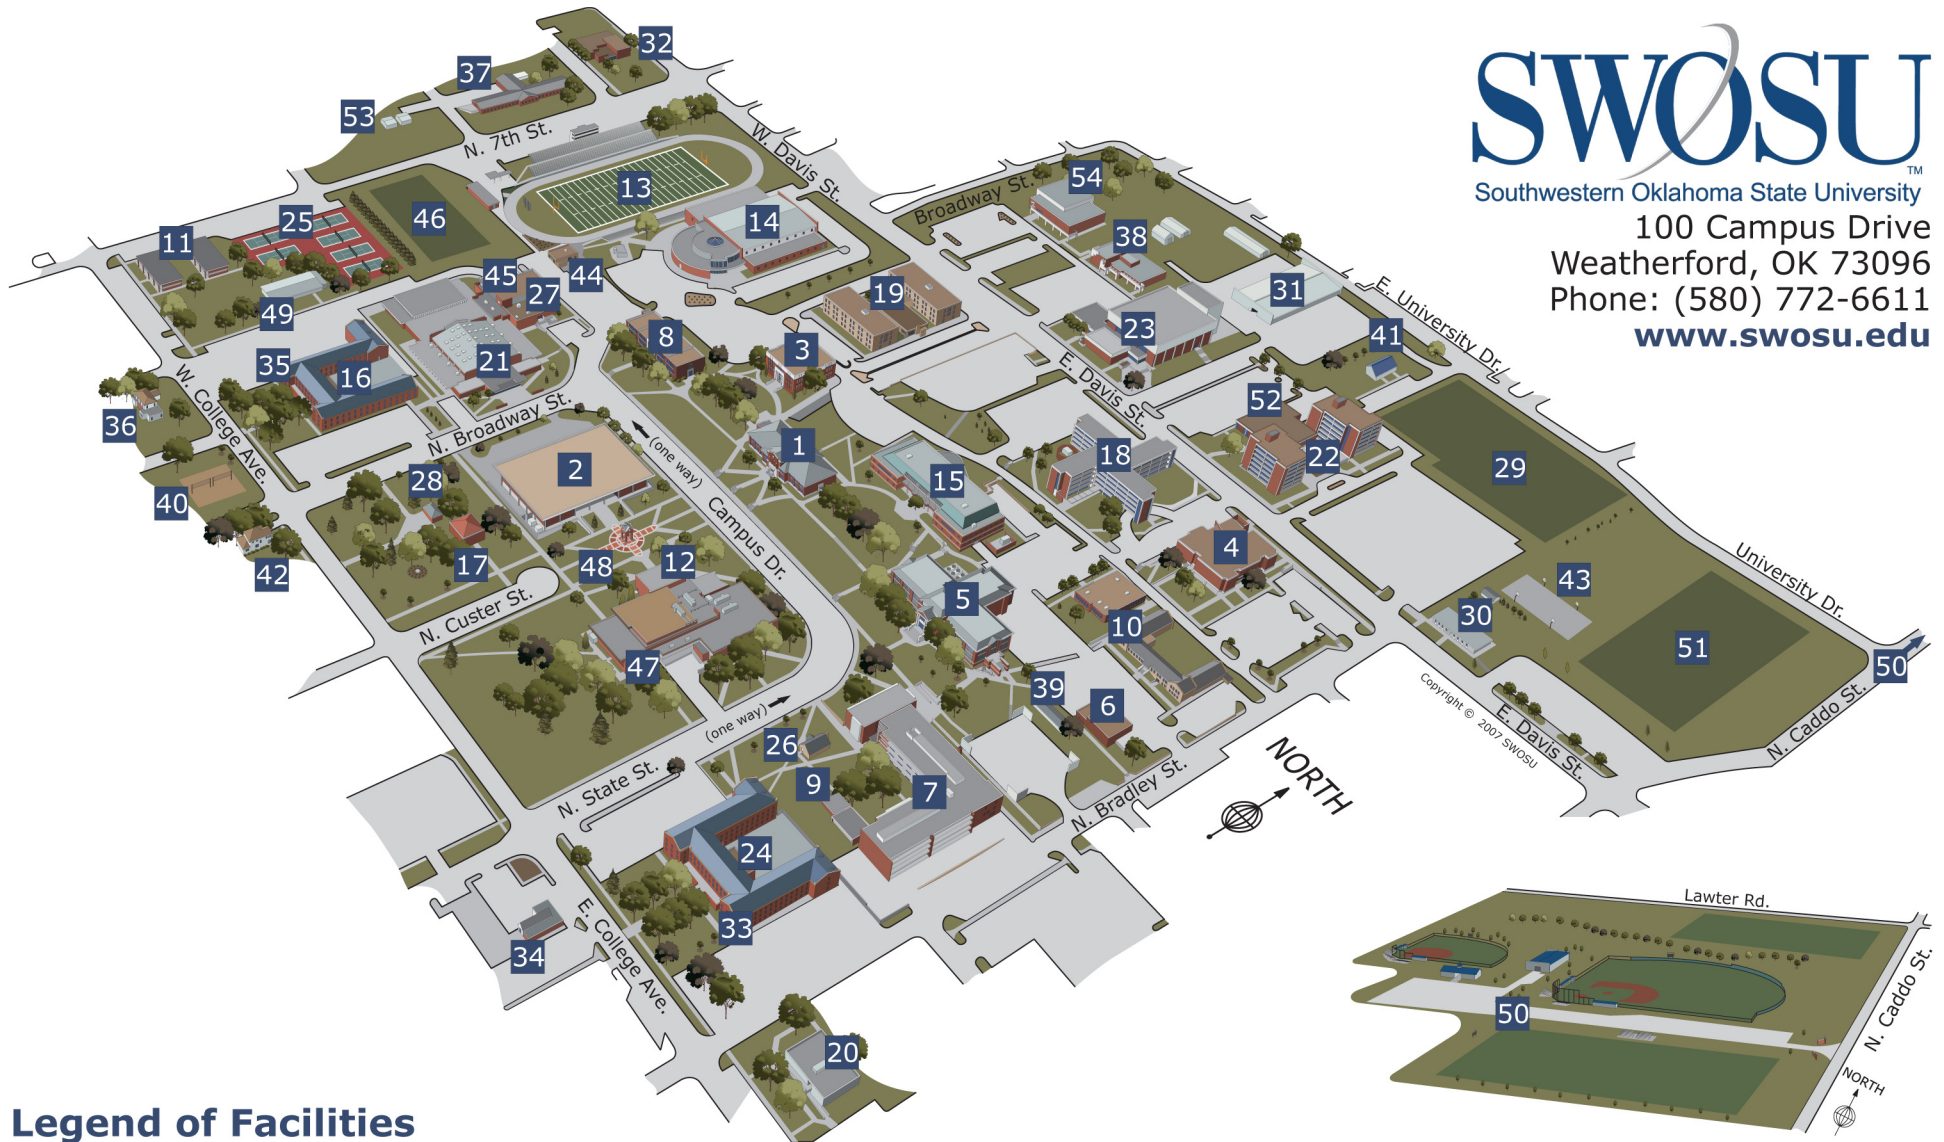 SWOSU
TM
Southwestern Oklahoma State University
100 Campus Drive
Weatherford, OK 73096
Phone: (580) 772-6611
www.swosu.edu
32
37
53
N. 7th St.
W. Davis St.
13
54
Broadway St.
25
46
14
11
38
45
44
27
19
31
E. University Dr.
49
8
3
23
41
35
16
21
E. Davis St.
36
W. College Ave.
N. Broadway St.
(one way)
52
1
18
22
2
29
28
15
40
Campus Dr.
17
48
12
4
University Dr.
42
43
N. Custer St.
5
30
10
51
47
50
39
6
Copyright © 2007 SWOSU
E. Davis St.
N. Caddo St.
(one way)
26
NORTH
N. State St.
9
7
N. Bradley St.
24
E. College Ave.
33
34
20
Lawter Rd.
50
N. Caddo St.
NORTH
Legend of Facilities